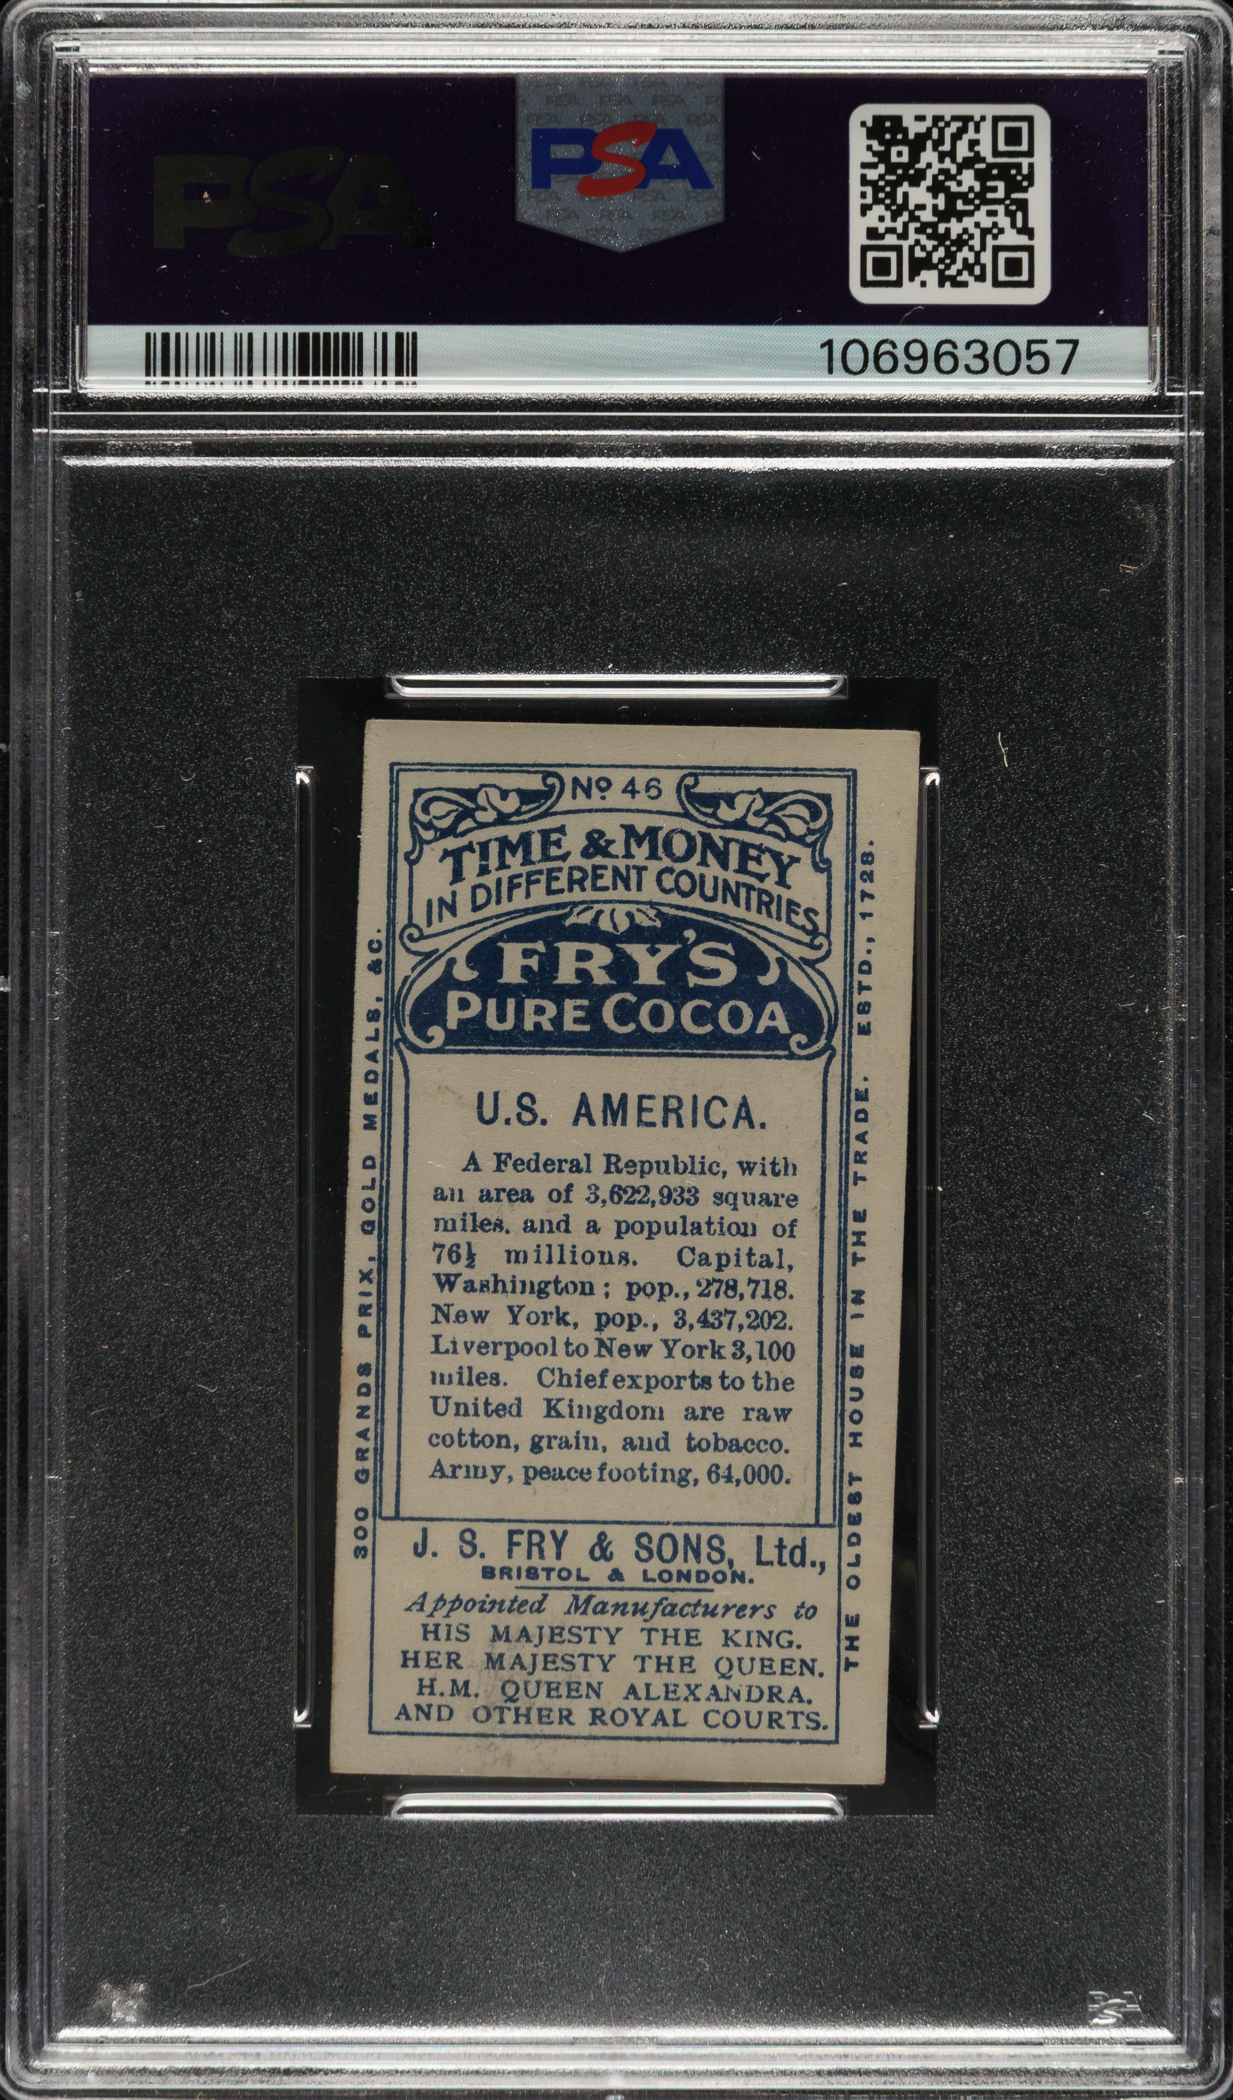 PSA
PSA
106963057
No 46
TIME & MONEY
IN DIFFERENT COUNTRIES
FRY'S
PURE COCOA
U.S. AMERICA.
A Federal Republic, with
an area of 3,622,933 square
miles, and a population of
76½ millions. Capital,
Washington; pop., 278,718.
New York, pop., 3,437,202.
Liverpool to New York 3,100
miles. Chief exports to the
United Kingdom are raw
cotton, grain, and tobacco.
Army, peace footing, 64,000.
J. S. FRY & SONS, Ltd.,
BRISTOL & LONDON.
Appointed Manufacturers to
HIS MAJESTY THE KING.
HER MAJESTY THE QUEEN.
H.M. QUEEN ALEXANDRA.
AND OTHER ROYAL COURTS.
300 GRANDS PRIX, GOLD MEDALS, &C.
THE OLDEST HOUSE IN THE TRADE. ESTD., 1728.